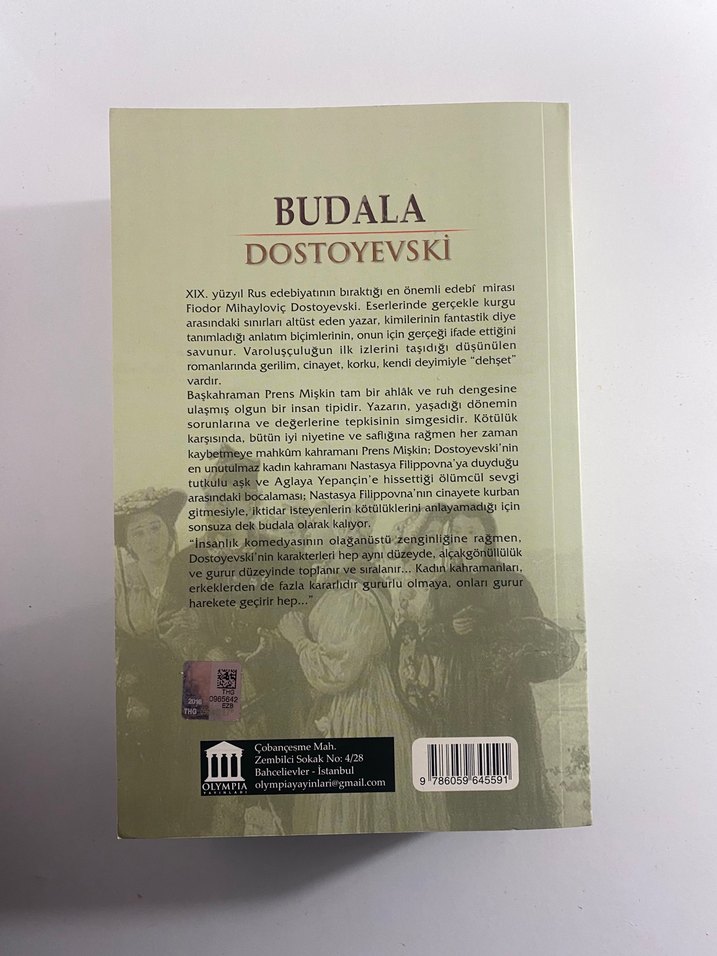 BUDALA
DOSTOYEVSKİ
XIX. yüzyıl Rus edebiyatının bıraktığı en önemli edebî mirası
Fiodor Mihayloviç Dostoyevski. Eserlerinde gerçekle kurgu
arasındaki sınırları altüst eden yazar, kimilerinin fantastik diye
tanımladığı anlatım biçimlerinin, onun için gerçeği ifade ettiğini
savunur. Varoluşçuluğun ilk izlerini taşıdığı düşünülen
romanlarında gerilim, cinayet, korku, kendi deyimiyle “dehşet”
vardır.
Başkahraman Prens Mişkin tam bir ahlâk ve ruh dengesine
ulaşmış olgun bir insan tipidir. Yazarın, yaşadığı dönemin
sorunlarına ve değerlerine tepkisinin simgesidir. Kötülük
karşısında, bütün iyi niyetine ve saflığına rağmen her zaman
kaybetmeye mahkûm kahramanı Prens Mişkin; Dostoyevski’nin
en unutulmaz kadın kahramanı Nastasya Filippovna’ya duyduğu
tutkulu aşk ve Aglaya Yepançin’e hissettiği ölümcül sevgi
arasındaki bocalaması; Nastasya Filippovna’nın cinayete kurban
gitmesiyle, iktidar isteyenlerin kötülüklerini anlayamadığı için
sonsuza dek budala olarak kalıyor.
“İnsanlık komedyasının olağanüstü zenginliğine rağmen,
Dostoyevski’nin karakterleri hep aynı düzeyde, alçakgönüllülük
ve gurur düzeyinde toplanır ve sıralanır... Kadın kahramanları,
erkeklerden de fazla kararlıdır gururlu olmaya, onları gurur
harekete geçirir hep...”
THG
0965642
EZB
2016
THG
OLYMPIA
YAYINLARI
Çobançesme Mah.
Zembilci Sokak No: 4/28
Bahcelievler - İstanbul
olympiayayinlari@gmail.com
9 786059 645591